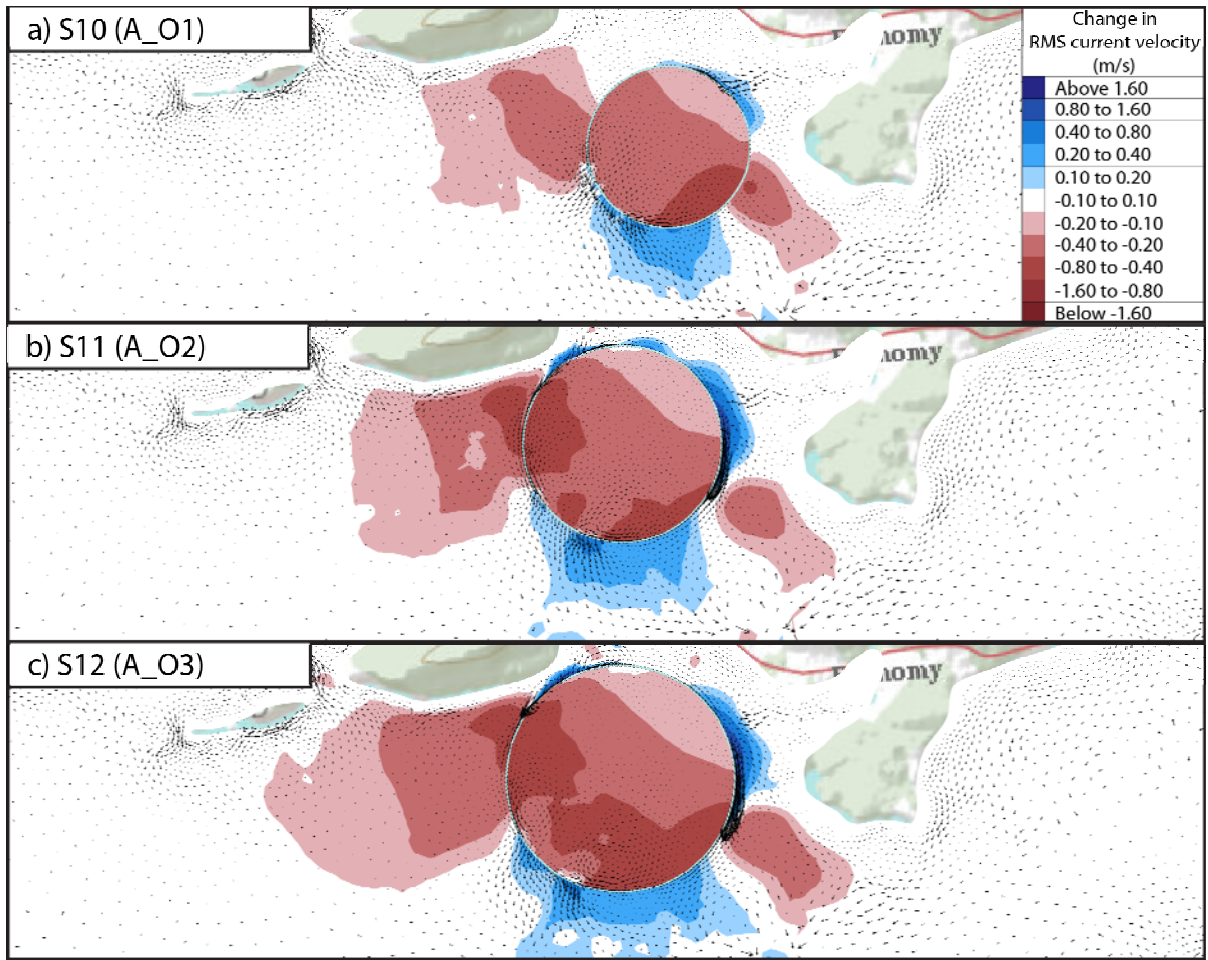 a) S10 (A_O1)
Change in
RMS current velocity
(m/s)
Above 1.60
0.80 to 1.60
0.40 to 0.80
0.20 to 0.40
0.10 to 0.20
-0.10 to 0.10
-0.20 to -0.10
-0.40 to -0.20
-0.80 to -0.40
-1.60 to -0.80
Below -1.60
b) S11 (A_O2)
c) S12 (A_O3)